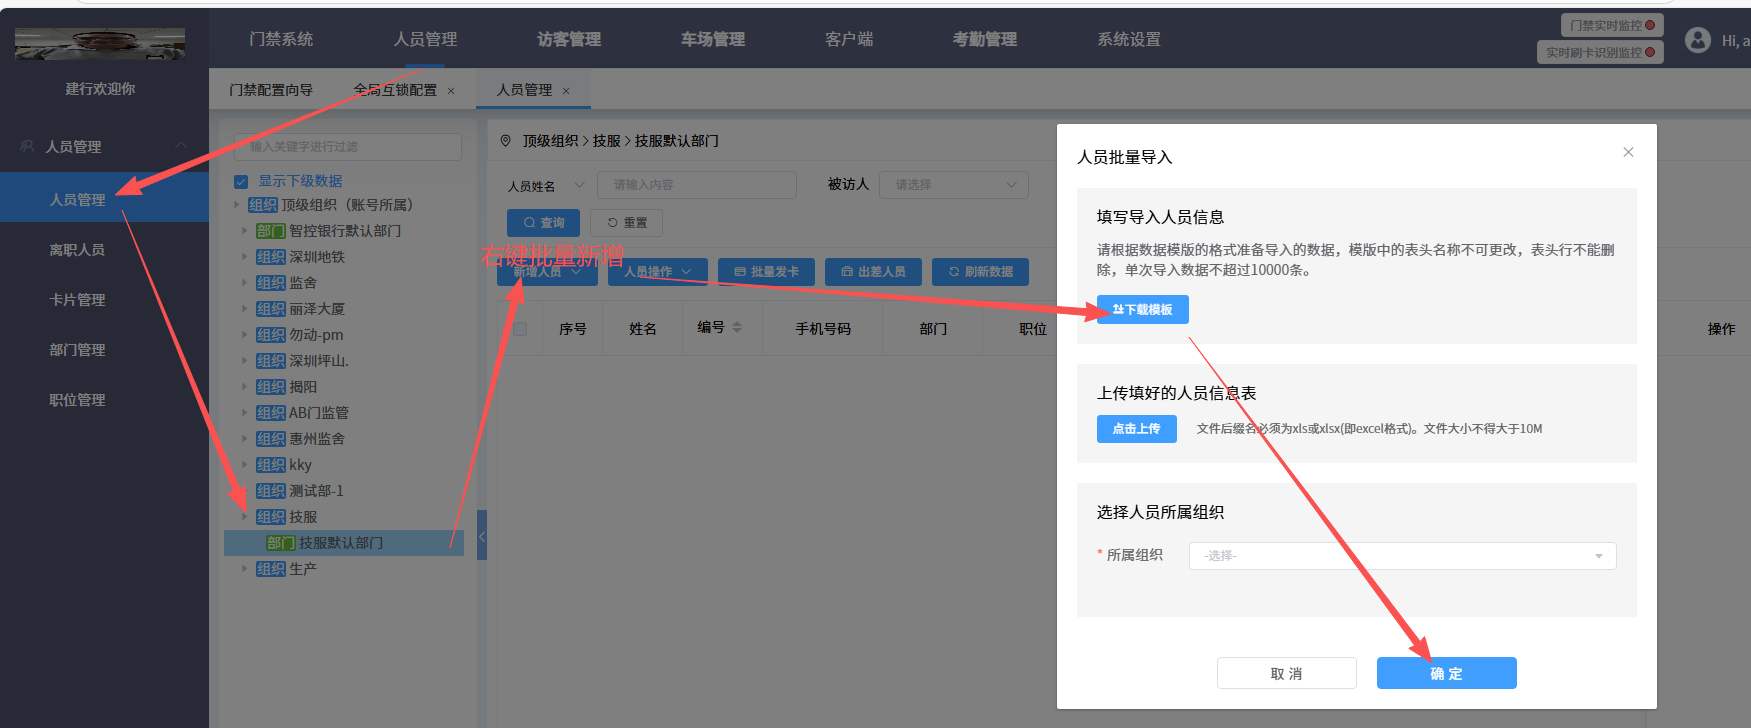 门禁系统
人员管理
访客管理
车场管理
客户端
考勤管理
系统设置
门禁实时监控
实时刷卡识别监控
Hi, a
建行欢迎你
门禁配置向导
全局互锁配置 ×
人员管理 ×
人员管理
人员管理
离职人员
卡片管理
部门管理
职位管理
输入关键字进行过滤
显示下级数据
组织 顶级组织（账号所属）
部门 智控银行默认部门
组织 深圳地铁
组织 监舍
组织 丽泽大厦
组织 勿动-pm
组织 深圳坪山.
组织 揭阳
组织 AB门监管
组织 惠州监舍
组织 kky
组织 测试部-1
组织 技服
部门 技服默认部门
组织 生产
顶级组织 > 技服 > 技服默认部门
人员姓名
请输入内容
被访人
请选择
查询
重置
右键批量新增
新增人员
人员操作
批量发卡
出差人员
刷新数据
序号
姓名
编号
手机号码
部门
职位
操作
人员批量导入
填写导入人员信息
请根据数据模版的格式准备导入的数据，模版中的表头名称不可更改，表头行不能删
除，单次导入数据不超过10000条。
下载模板
上传填好的人员信息表
点击上传
文件后缀名必须为xls或xlsx(即excel格式)。文件大小不得大于10M
选择人员所属组织
* 所属组织
-选择-
取 消
确 定